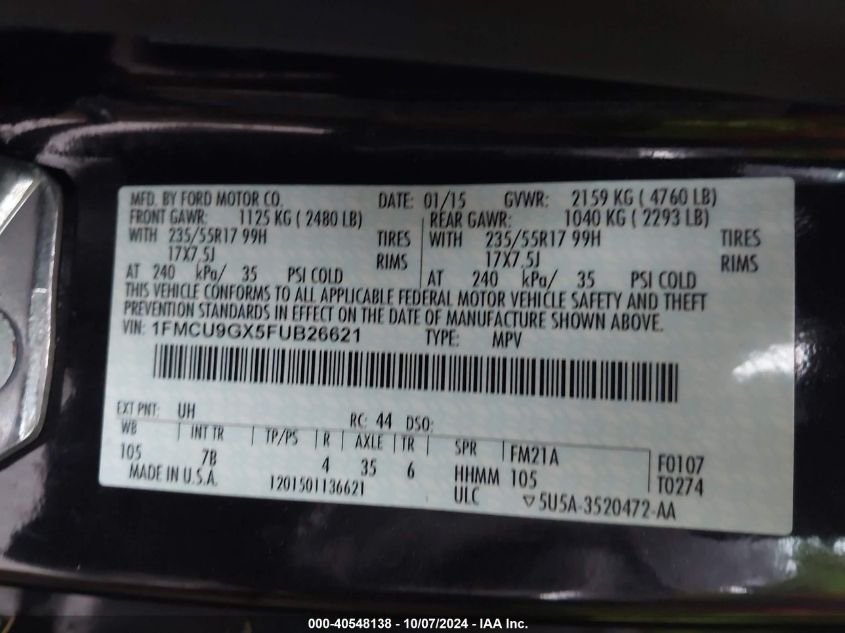 MFD. BY FORD MOTOR CO. DATE: 01/15 GVWR: 2159 KG ( 4760 LB)
FRONT GAWR: 1125 KG ( 2480 LB) REAR GAWR: 1040 KG ( 2293 LB)
WITH 235/55R17 99H TIRES WITH 235/55R17 99H TIRES
17X7.5J RIMS 17X7.5J RIMS
AT 240 kPa/ 35 PSI COLD AT 240 kPa/ 35 PSI COLD
THIS VEHICLE CONFORMS TO ALL APPLICABLE FEDERAL MOTOR VEHICLE SAFETY AND THEFT
PREVENTION STANDARDS IN EFFECT ON THE DATE OF MANUFACTURE SHOWN ABOVE.
VIN: 1FMCU9GX5FUB26621 TYPE: MPV
EXT PNT: UH RC: 44 DSO:
WB INT TR TP/PS R AXLE TR SPR FM21A F0107
105 7B 4 35 6 HHMM 105 T0274
MADE IN U.S.A. 1201501136621 ULC ▽5U5A-3520472-AA
000-40548138 - 10/07/2024 - IAA Inc.